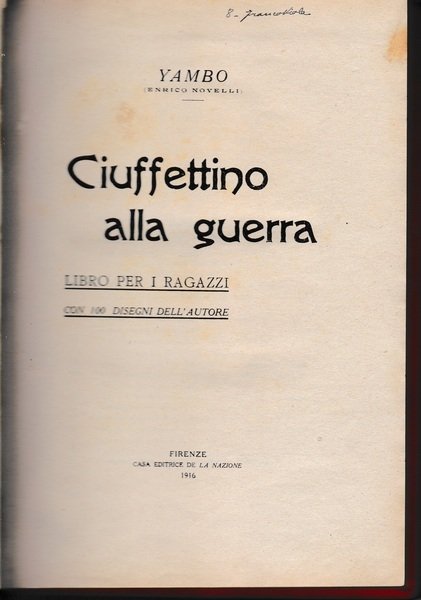 YAMBO
(ENRICO NOVELLI)
Ciuffettino
alla guerra
LIBRO PER I RAGAZZI
CON 100 DISEGNI DELL'AUTORE
FIRENZE
CASA EDITRICE DE LA NAZIONE
1916